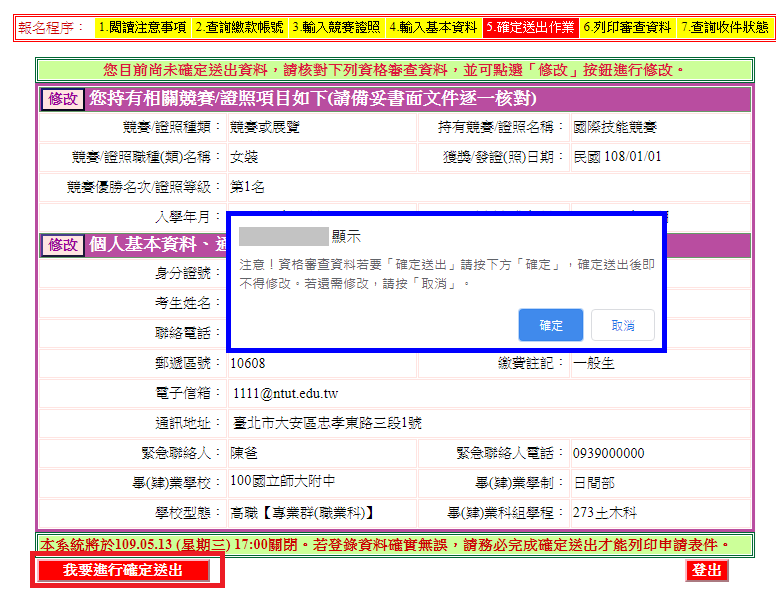 報名程序： 1.閱讀注意事項 2.查詢繳款帳號 3.輸入競賽證照 4.輸入基本資料 5.確定送出作業 6.列印審查資料 7.查詢收件狀態
您目前尚未確定送出資料，請核對下列資格審查資料，並可點選「修改」按鈕進行修改。
修改 您持有相關競賽/證照項目如下(請備妥書面文件逐一核對)
競賽/證照種類： 競賽或展覽 持有競賽/證照名稱： 國際技能競賽
競賽/證照職種(類)名稱： 女裝 獲獎/發證(照)日期： 民國 108/01/01
競賽優勝名次/證照等級： 第1名
入學年月：
顯示
注意！資格審查資料若要「確定送出」請按下方「確定」，確定送出後即
不得修改。若還需修改，請按「取消」。
確定 取消
修改 個人基本資料、
身分證號：
考生姓名：
聯絡電話：
郵遞區號： 10608 繳費註記： 一般生
電子信箱： 1111@ntut.edu.tw
通訊地址： 臺北市大安區忠孝東路三段1號
緊急聯絡人： 陳爸 緊急聯絡人電話： 0939000000
畢(肄)業學校： 100國立師大附中 畢(肄)業學制： 日間部
學校型態： 高職【專業群(職業科)】 畢(肄)業科組學程： 273土木科
本系統將於109.05.13 (星期三) 17:00關閉。若登錄資料確實無誤，請務必完成確定送出才能列印申請表件。
我要進行確定送出 登出